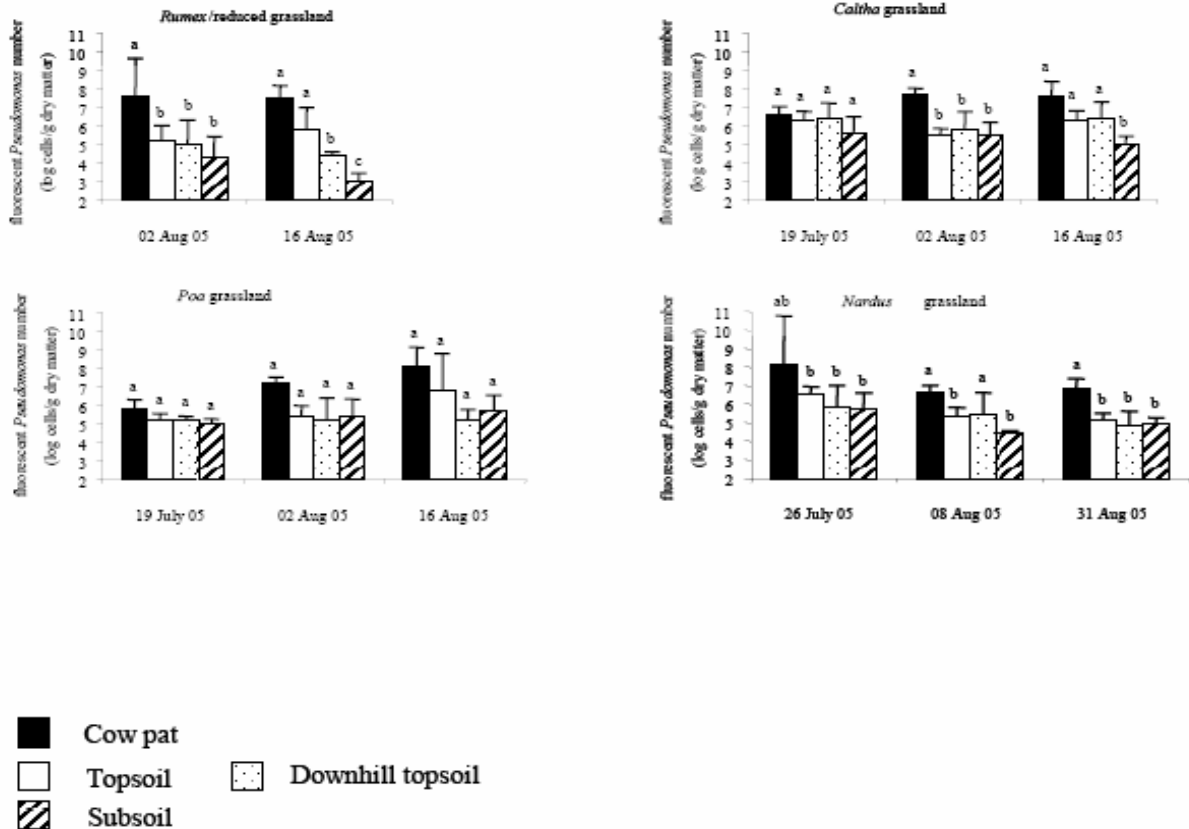 Rumex/reduced grassland
fluorescent Pseudomonas number
(log cells/g dry matter)
11
10
9
8
7
6
5
4
3
2
a
b
b
b
a
a
b
c
02 Aug 05
16 Aug 05
Caltha grassland
fluorescent Pseudomonas number
(log cells/g dry matter)
11
10
9
8
7
6
5
4
3
2
a
a
a
a
a
b
b
b
a
a
a
b
19 July 05
02 Aug 05
16 Aug 05
Poa grassland
fluorescent Pseudomonas number
(log cells/g dry matter)
11
10
9
8
7
6
5
4
3
2
a
a
a
a
a
a
a
a
a
a
a
a
19 July 05
02 Aug 05
16 Aug 05
Nardus grassland
fluorescent Pseudomonas number
(log cells/g dry matter)
11
10
9
8
7
6
5
4
3
2
ab
b
b
b
a
b
a
b
a
b
b
b
26 July 05
08 Aug 05
31 Aug 05
Cow pat
Topsoil
Downhill topsoil
Subsoil